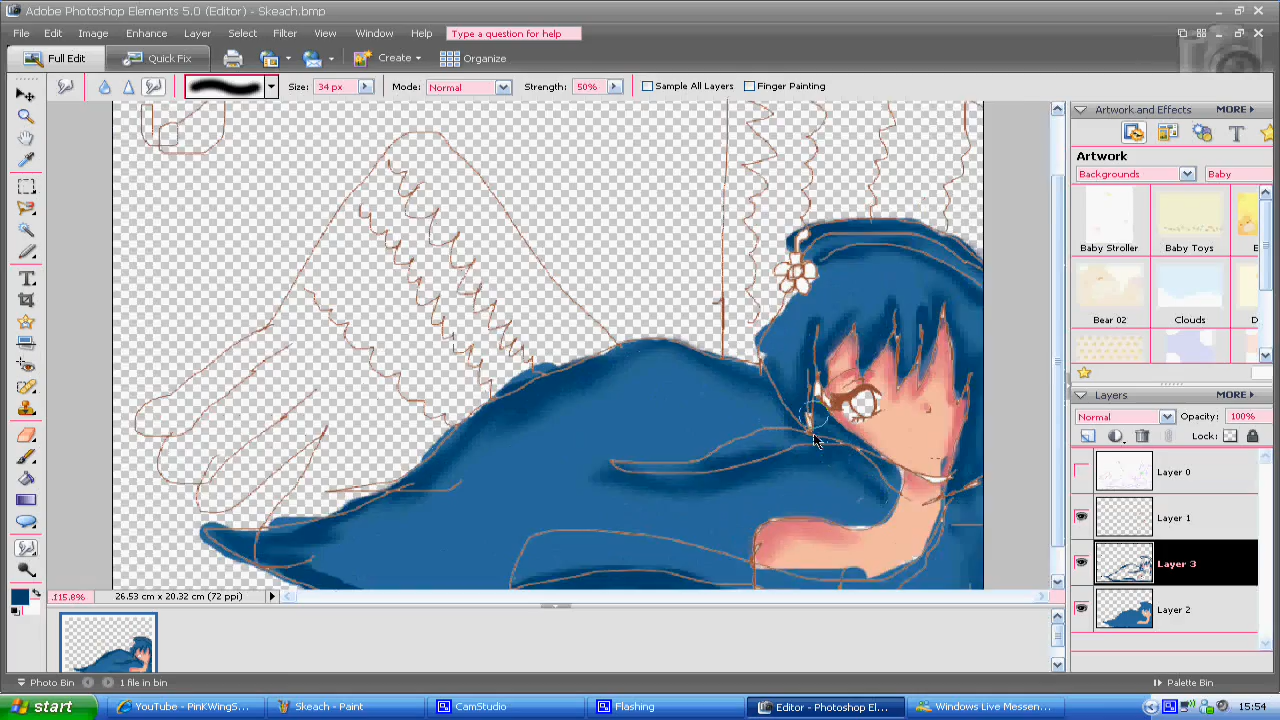 Adobe Photoshop Elements 5.0 (Editor) - Skeach.bmp
File Edit Image Enhance Layer Select Filter View Window Help Type a question for help
Full Edit Quick Fix Create Organize
Size: 34 px Mode: Normal Strength: 50% Sample All Layers Finger Painting
Artwork and Effects MORE
Artwork
Backgrounds Baby
Baby Stroller Baby Toys E
Bear 02 Clouds D
Layers MORE
Normal Opacity: 100%
Lock:
Layer 0
Layer 1
Layer 3
Layer 2
115.8% 26.53 cm x 20.32 cm (72 ppi)
Photo Bin 1 file in bin Palette Bin
start YouTube - PinKWingS... Skeach - Paint CamStudio Flashing Editor - Photoshop El... Windows Live Messen... 15:54